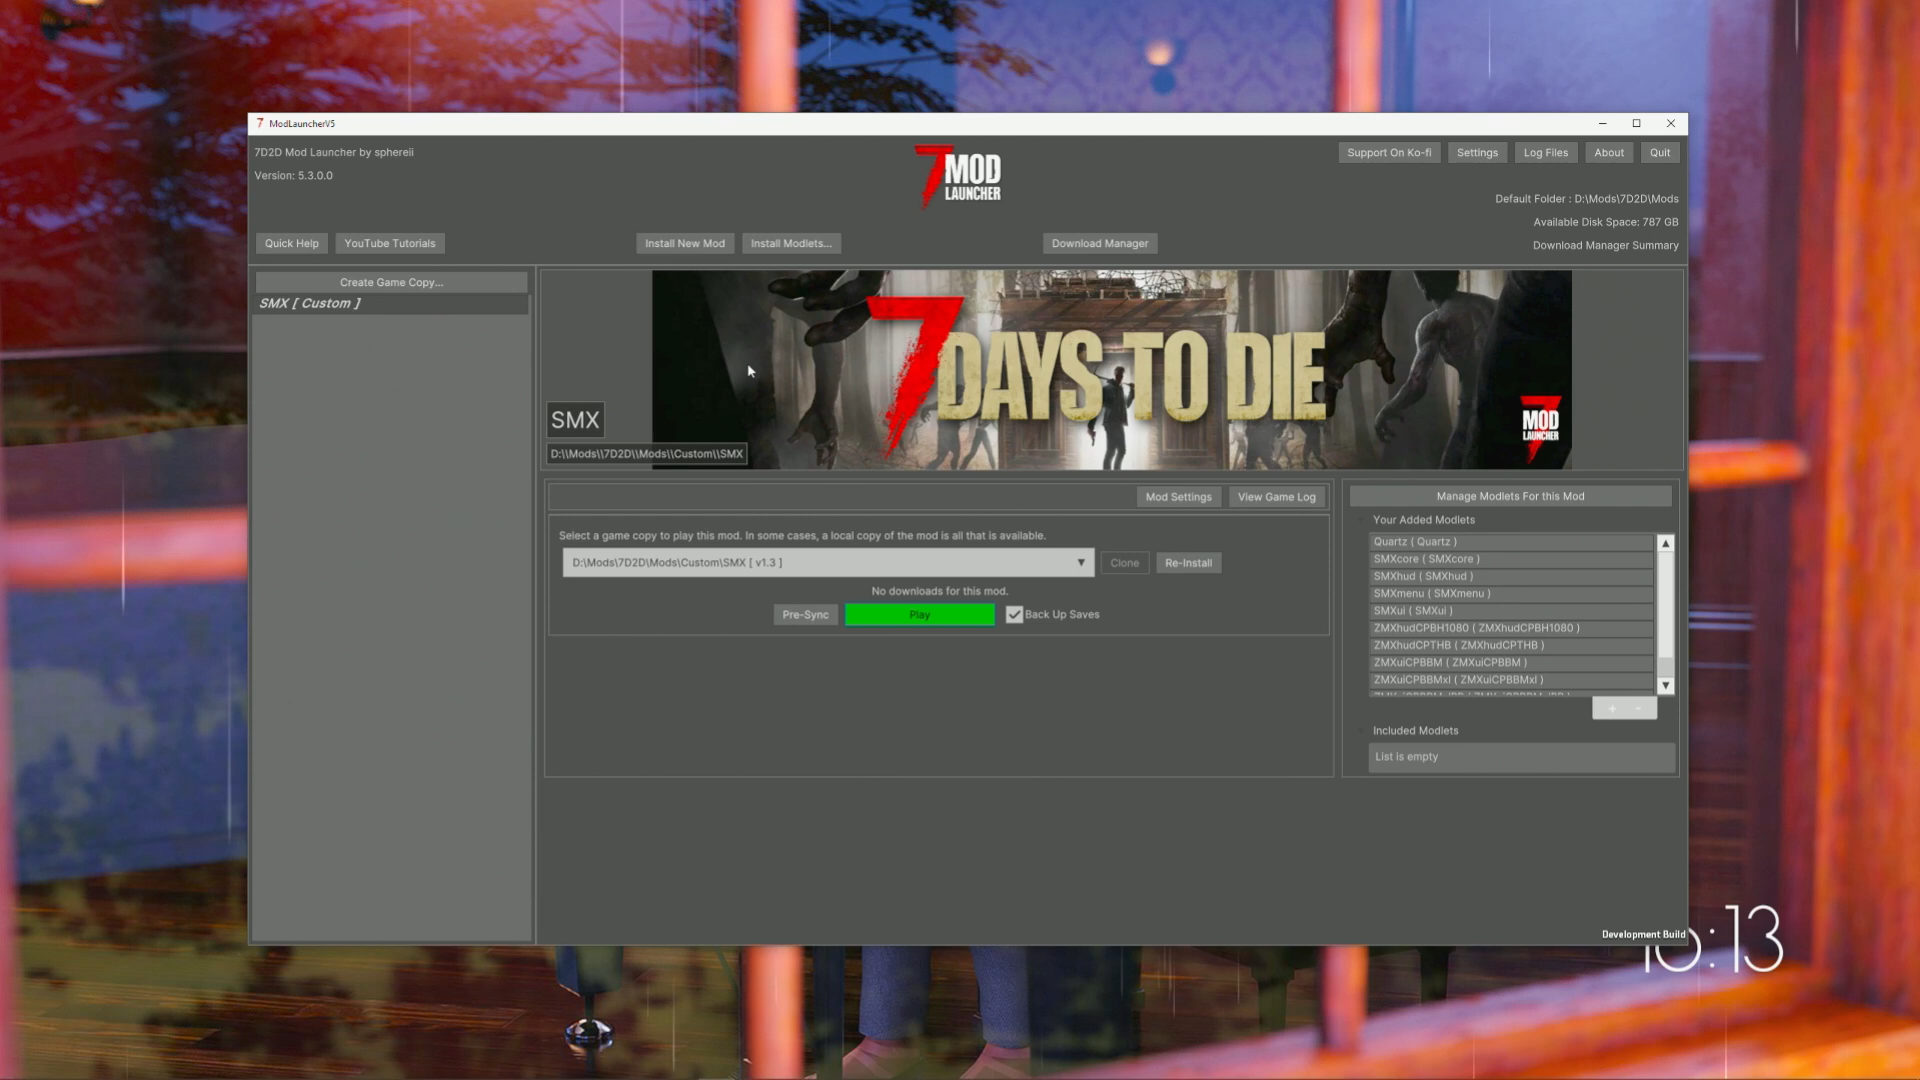 ModLauncherV5
7D2D Mod Launcher by sphereii
Version: 5.3.0.0
7 MOD
LAUNCHER
Support On Ko-fi
Settings
Log Files
About
Quit
Default Folder : D:\Mods\7D2D\Mods
Available Disk Space: 787 GB
Download Manager Summary
Quick Help
YouTube Tutorials
Install New Mod
Install Modlets...
Download Manager
Create Game Copy...
SMX [ Custom ]
7 DAYS TO DIE
7 MOD
LAUNCHER
SMX
D:\\Mods\\7D2D\\Mods\\Custom\\SMX
Mod Settings
View Game Log
Select a game copy to play this mod. In some cases, a local copy of the mod is all that is available.
D:\Mods\7D2D\Mods\Custom\SMX [ v1.3 ]
Clone
Re-Install
No downloads for this mod.
Pre-Sync
Play
Back Up Saves
Manage Modlets For this Mod
Your Added Modlets
Quartz ( Quartz )
SMXcore ( SMXcore )
SMXhud ( SMXhud )
SMXmenu ( SMXmenu )
SMXui ( SMXui )
ZMXhudCPBH1080 ( ZMXhudCPBH1080 )
ZMXhudCPTHB ( ZMXhudCPTHB )
ZMXuiCPBBM ( ZMXuiCPBBM )
ZMXuiCPBBMxl ( ZMXuiCPBBMxl )
+ -
Included Modlets
List is empty
Development Build
16:13